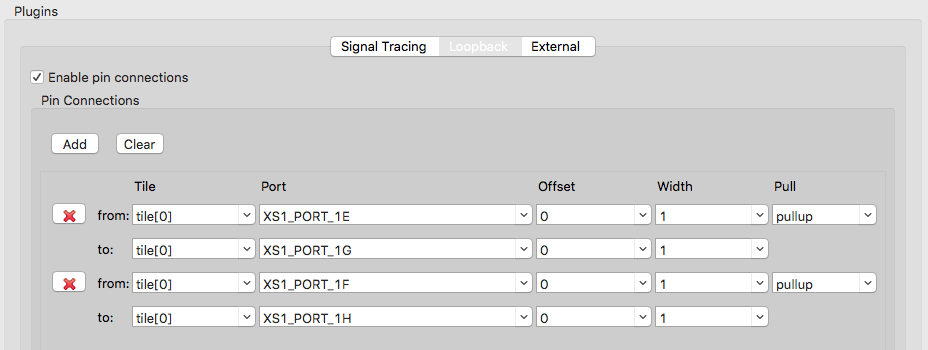 Plugins
Signal Tracing Loopback External
Enable pin connections
Pin Connections
Add Clear
Tile Port Offset Width Pull
from: tile[0] XS1_PORT_1E 0 1 pullup
to: tile[0] XS1_PORT_1G 0 1
from: tile[0] XS1_PORT_1F 0 1 pullup
to: tile[0] XS1_PORT_1H 0 1